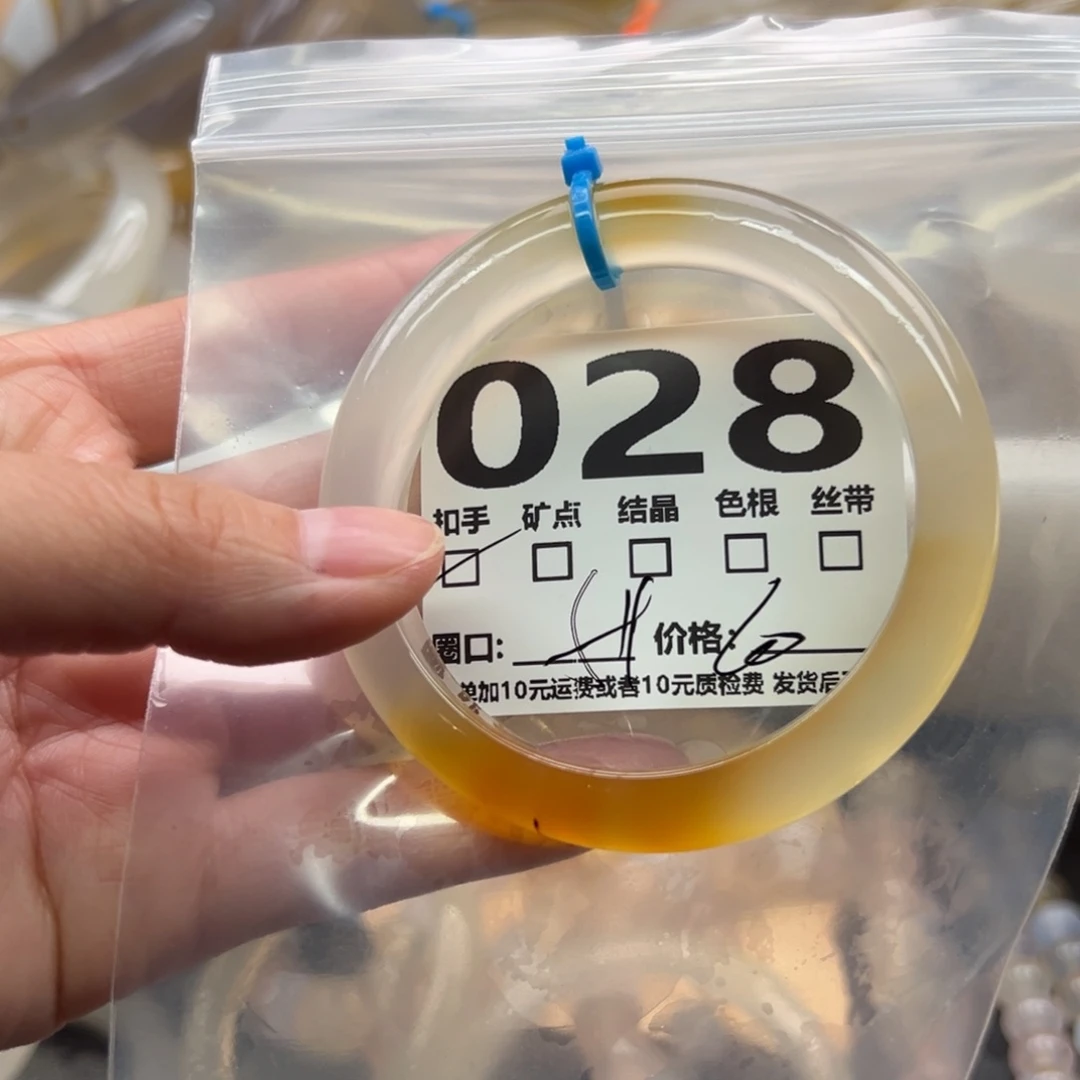 028
扣手 矿点 结晶 色根 丝带
圈口: 价格:
单加10元运费或者10元质检费 发货后